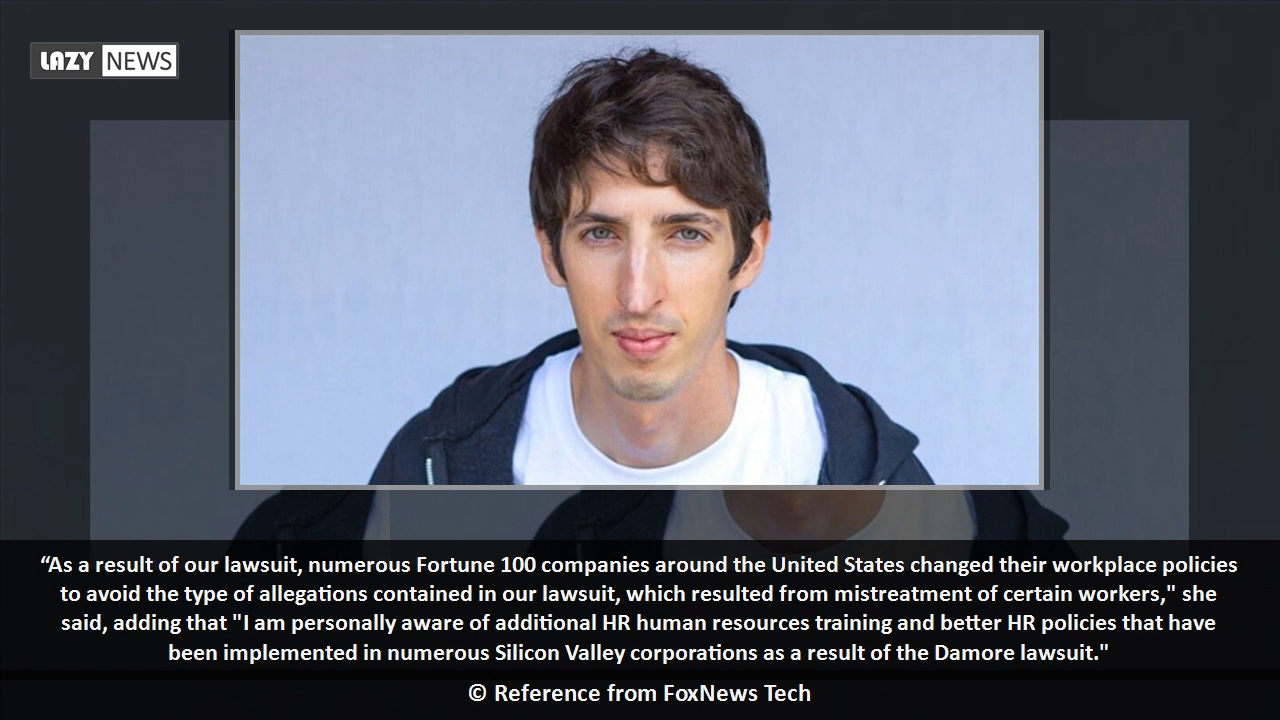 LAZY NEWS
“As a result of our lawsuit, numerous Fortune 100 companies around the United States changed their workplace policies
to avoid the type of allegations contained in our lawsuit, which resulted from mistreatment of certain workers," she
said, adding that "I am personally aware of additional HR human resources training and better HR policies that have
been implemented in numerous Silicon Valley corporations as a result of the Damore lawsuit."
© Reference from FoxNews Tech